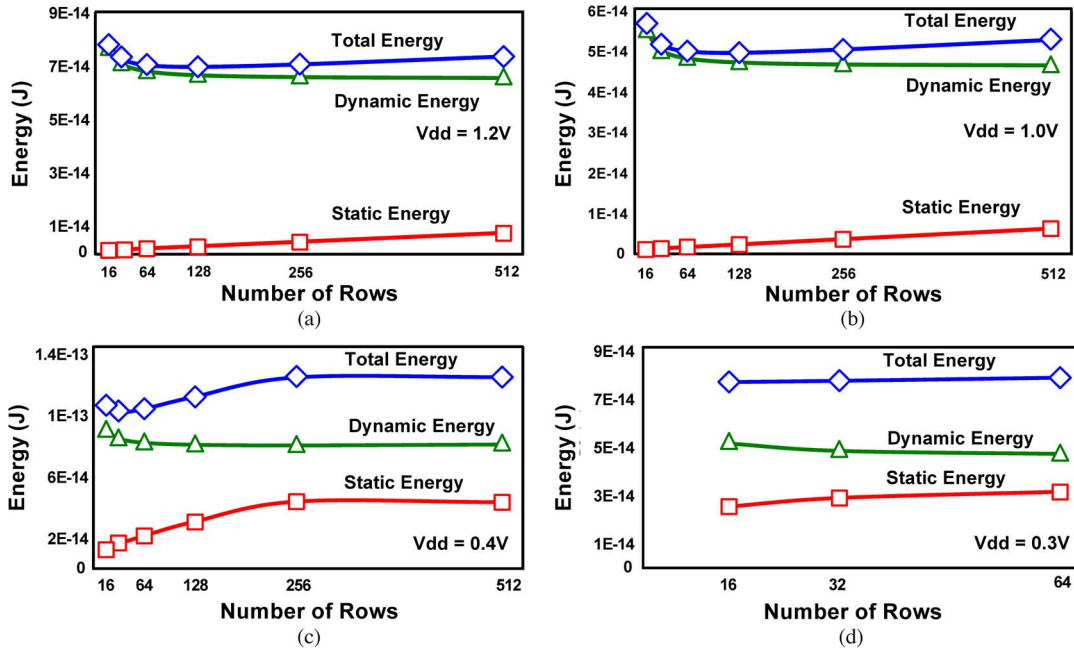 9E-14
7E-14
5E-14
3E-14
1E-14
0
Energy (J)
Total Energy
Dynamic Energy
Vdd = 1.2V
Static Energy
16 64 128 256 512
Number of Rows
(a)
6E-14
5E-14
4E-14
3E-14
2E-14
1E-14
0
Energy (J)
Total Energy
Dynamic Energy
Vdd = 1.0V
Static Energy
16 64 128 256 512
Number of Rows
(b)
1.4E-13
1E-13
6E-14
2E-14
0
Energy (J)
Total Energy
Dynamic Energy
Static Energy
Vdd = 0.4V
16 64 128 256 512
Number of Rows
(c)
9E-14
7E-14
5E-14
3E-14
1E-14
0
Energy (J)
Total Energy
Dynamic Energy
Static Energy
Vdd = 0.3V
16 32 64
Number of Rows
(d)